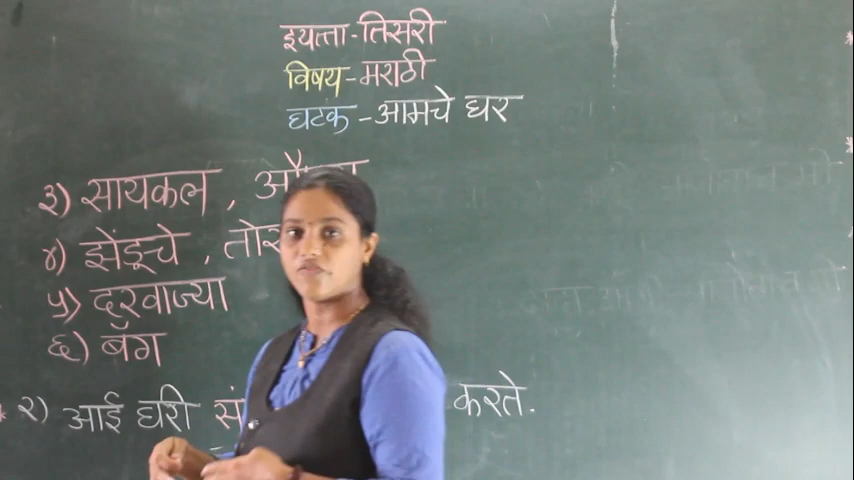 इयत्ता-तिसरी
विषय-मराठी
घटक-आमचे घर
३) सायकल,
४) झेंडूचे,
५) दरवाज्या
६) बॅग
* २) आई घरी करते.